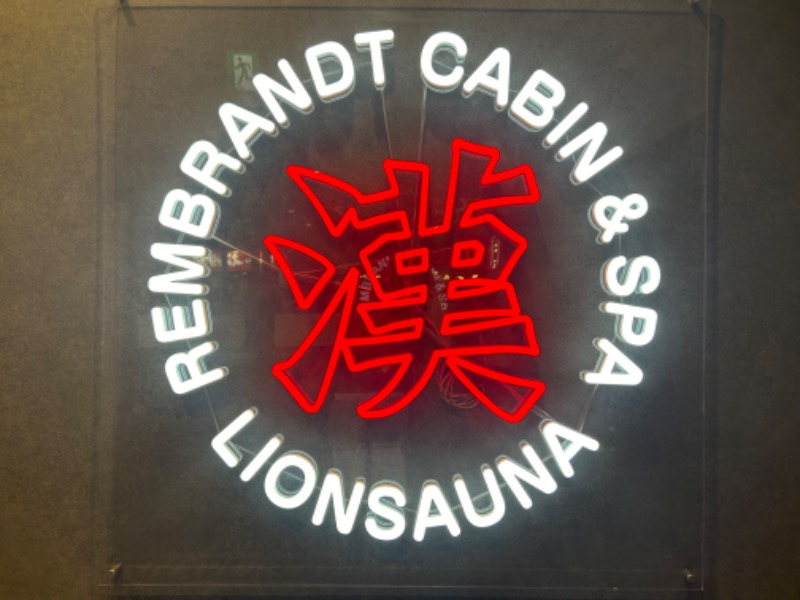 REMBRANDT CABIN & SPA
漢
LIONSAUNA